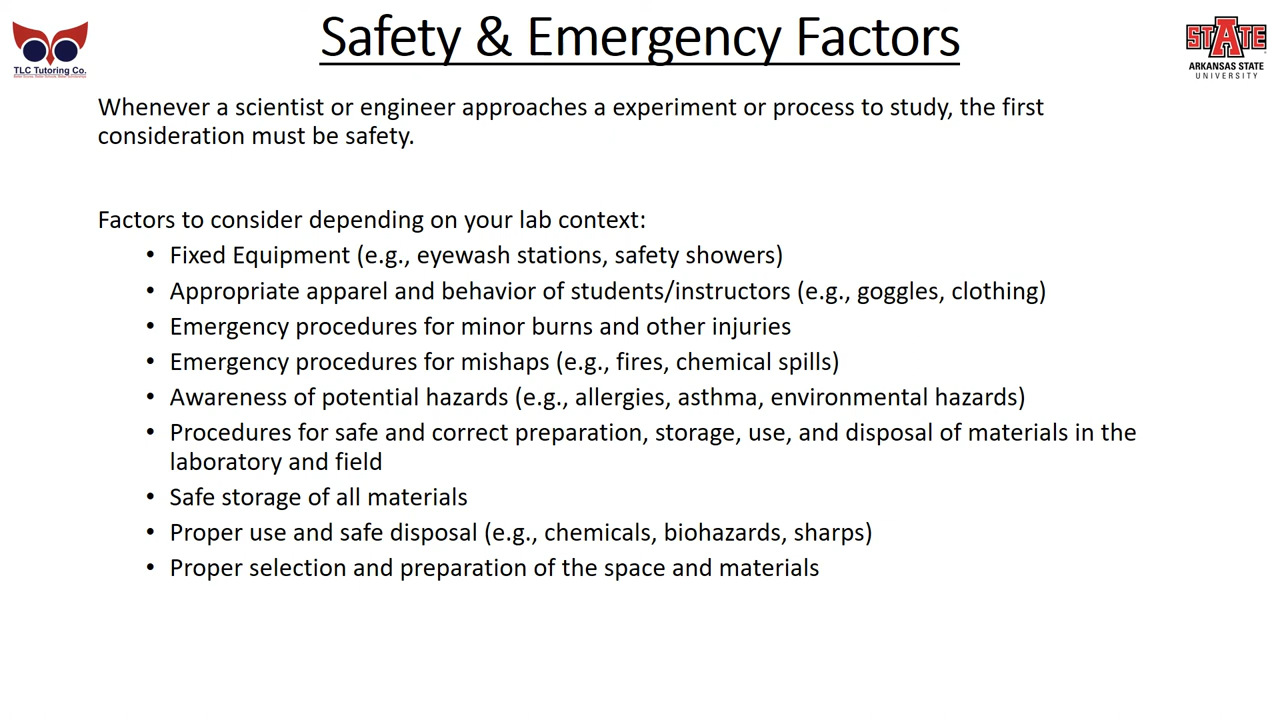 Safety & Emergency Factors
TLC Tutoring Co.
STATE
ARKANSAS STATE
UNIVERSITY
Whenever a scientist or engineer approaches a experiment or process to study, the first
consideration must be safety.
Factors to consider depending on your lab context:
• Fixed Equipment (e.g., eyewash stations, safety showers)
• Appropriate apparel and behavior of students/instructors (e.g., goggles, clothing)
• Emergency procedures for minor burns and other injuries
• Emergency procedures for mishaps (e.g., fires, chemical spills)
• Awareness of potential hazards (e.g., allergies, asthma, environmental hazards)
• Procedures for safe and correct preparation, storage, use, and disposal of materials in the
laboratory and field
• Safe storage of all materials
• Proper use and safe disposal (e.g., chemicals, biohazards, sharps)
• Proper selection and preparation of the space and materials